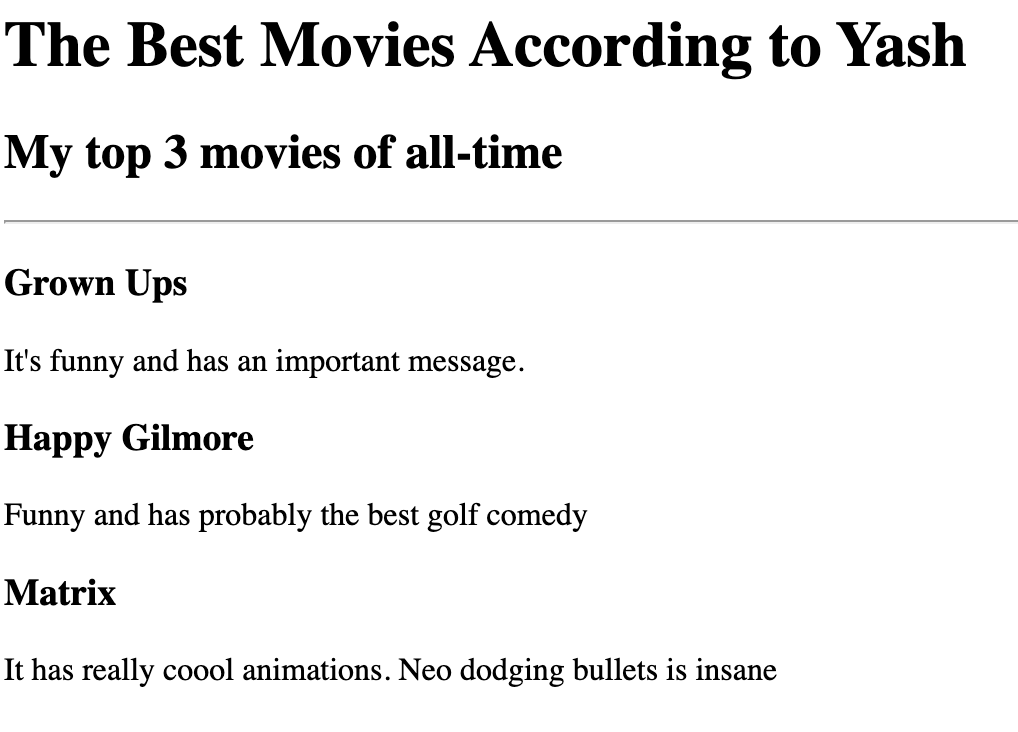 The Best Movies According to Yash
My top 3 movies of all-time
Grown Ups
It's funny and has an important message.
Happy Gilmore
Funny and has probably the best golf comedy
Matrix
It has really coool animations. Neo dodging bullets is insane